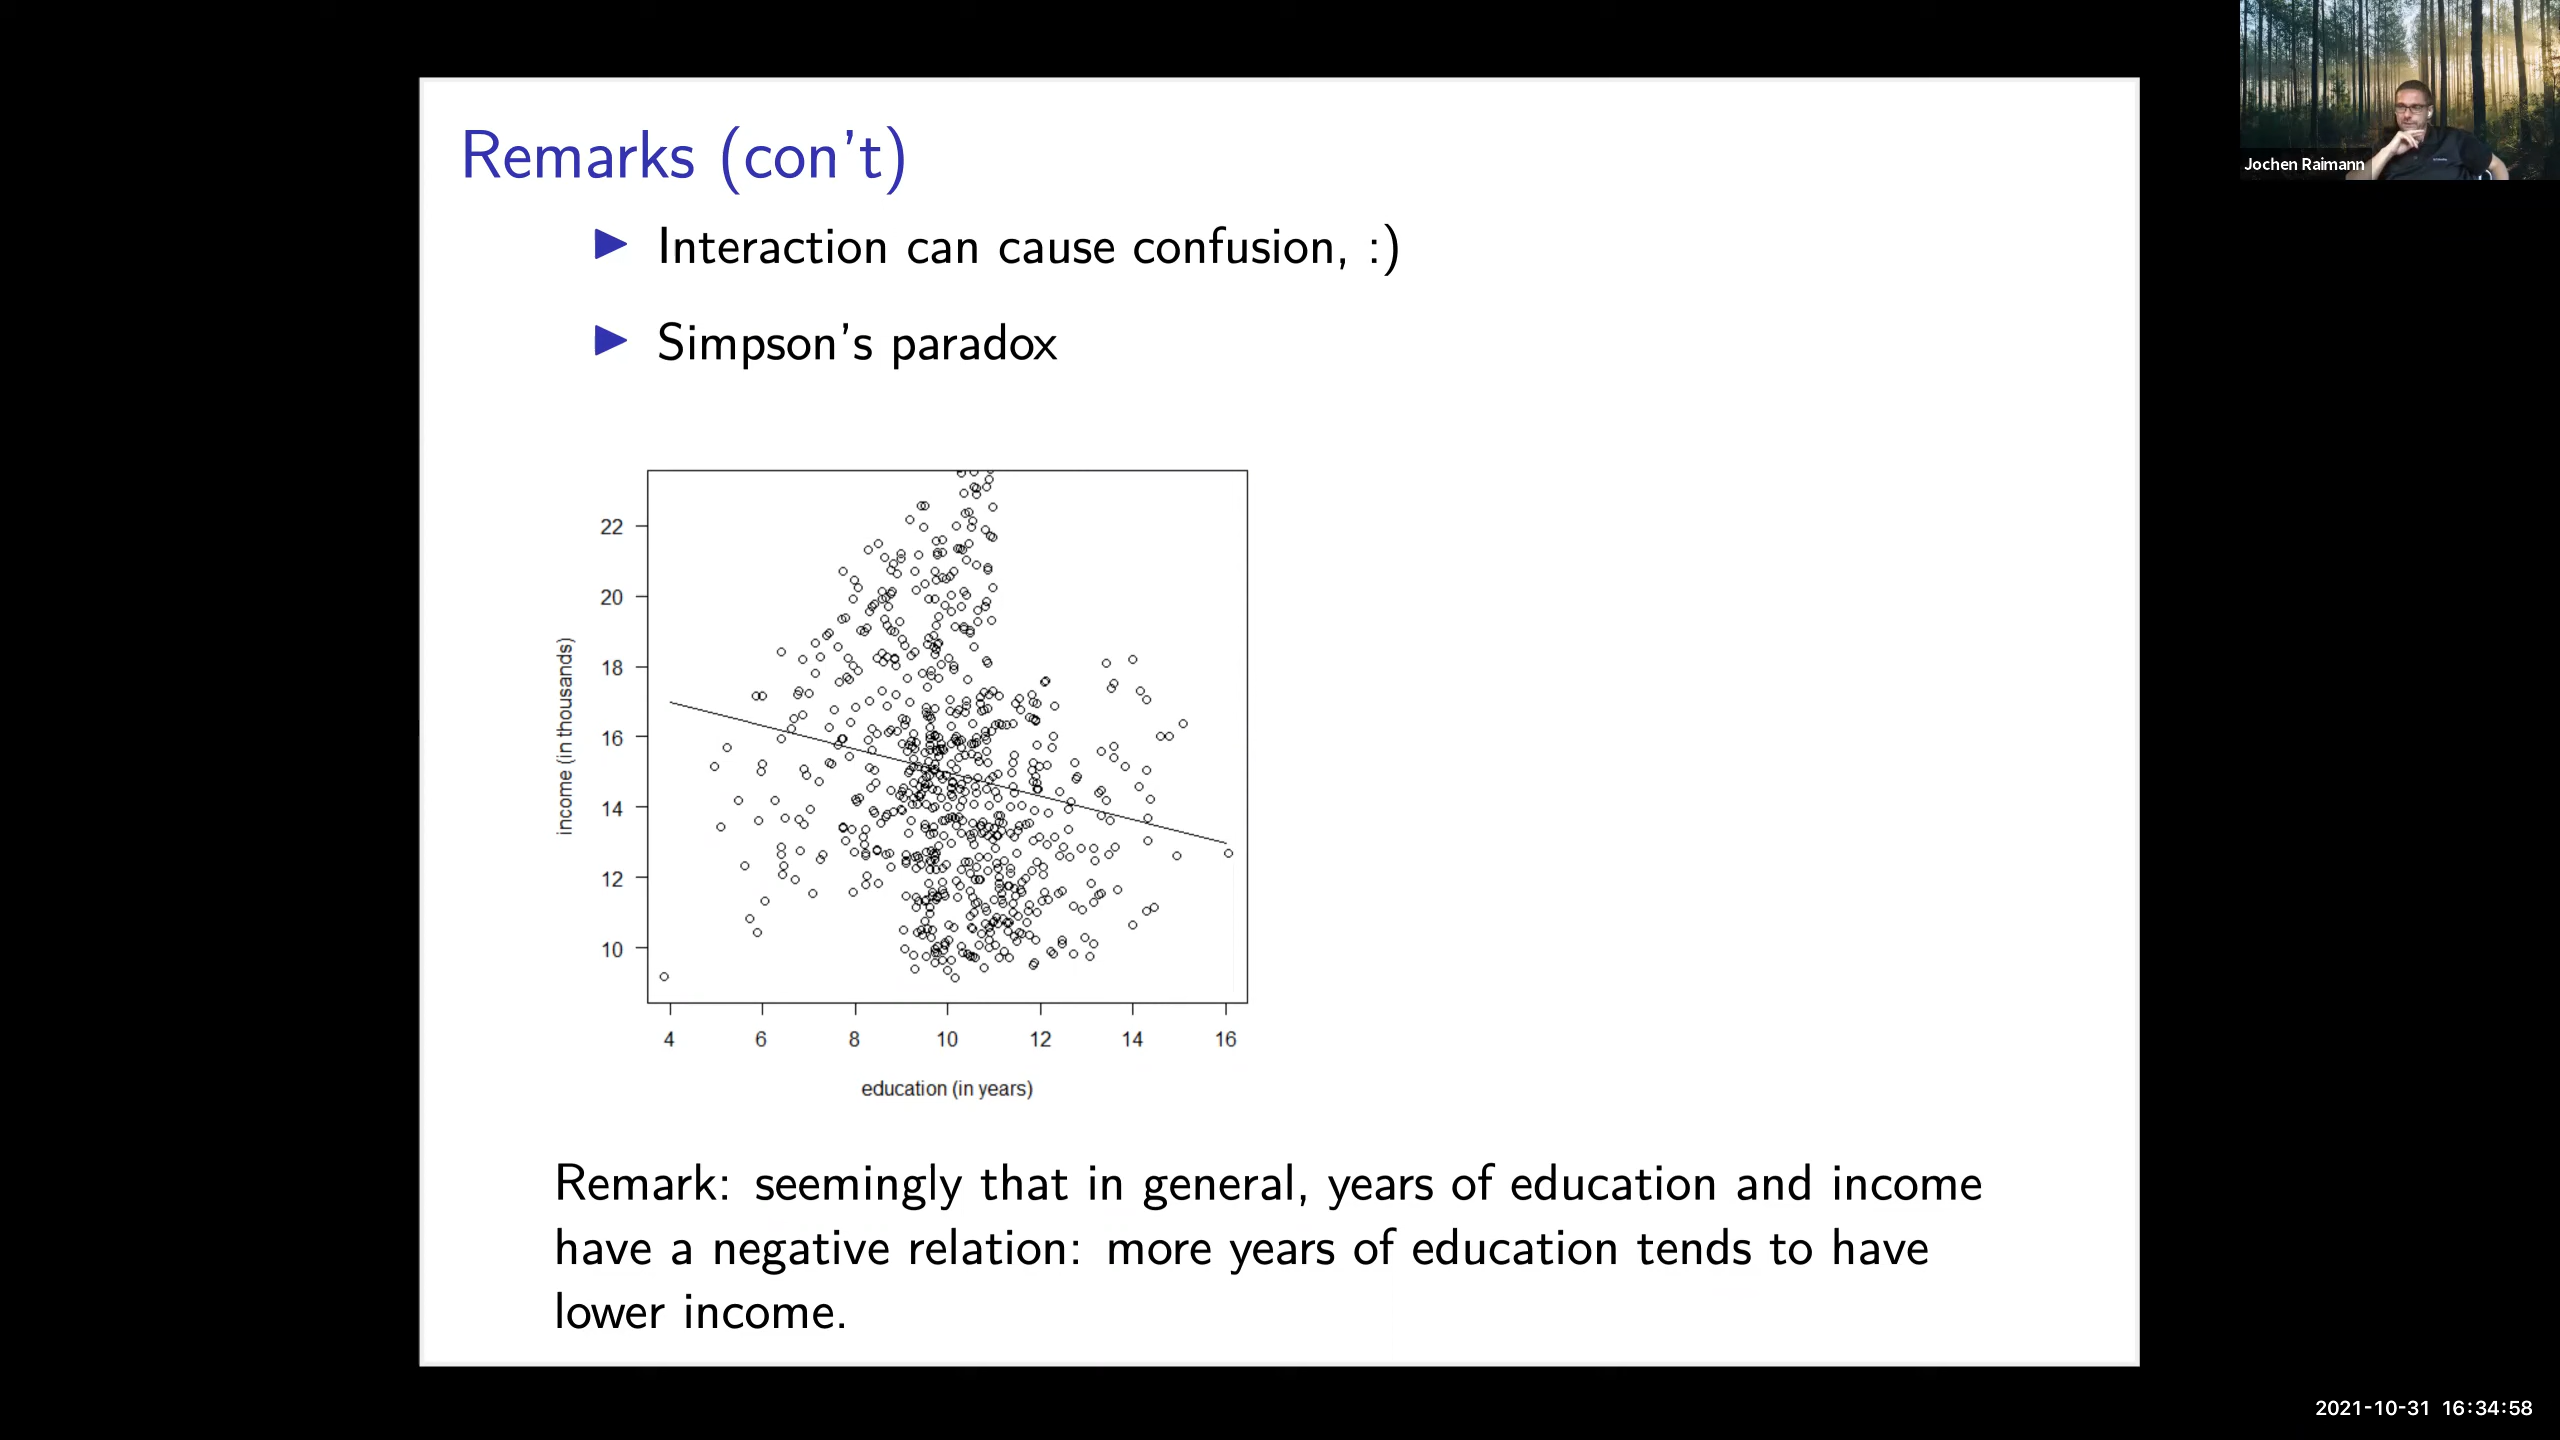 Remarks (con't)
Interaction can cause confusion, :)
Simpson's paradox
22
20
18
16
14
12
10
income (in thousands)
4 6 8 10 12 14 16
education (in years)
Remark: seemingly that in general, years of education and income
have a negative relation: more years of education tends to have
lower income.
Jochen Raimann
2021-10-31 16:34:58